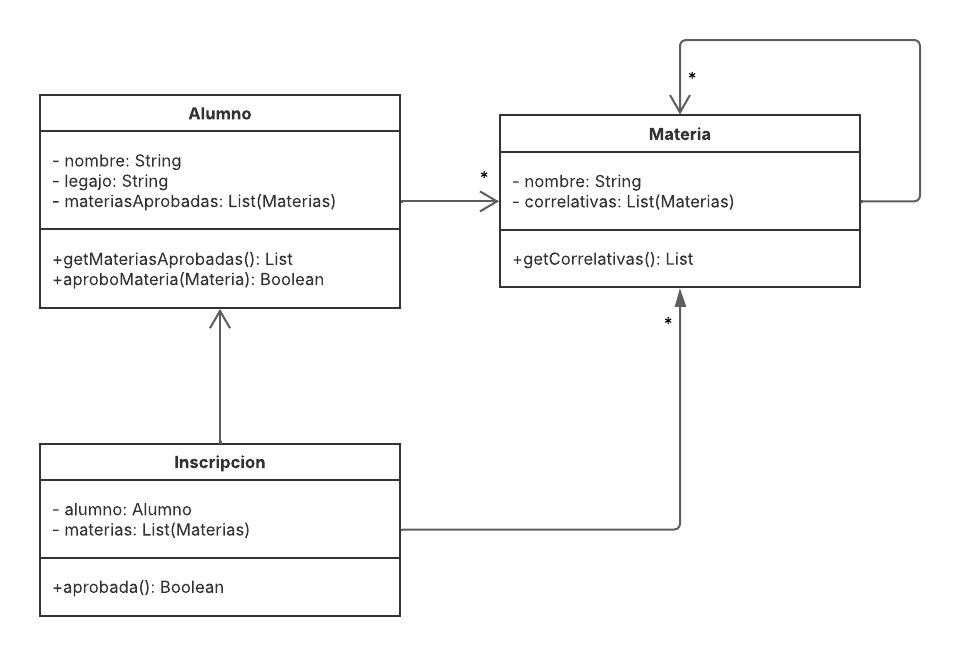 Alumno
- nombre: String
- legajo: String
- materiasAprobadas: List(Materias)
+getMateriasAprobadas(): List
+aproboMateria(Materia): Boolean
*
*
Materia
- nombre: String
- correlativas: List(Materias)
+getCorrelativas(): List
*
Inscripcion
- alumno: Alumno
- materias: List(Materias)
+aprobada(): Boolean